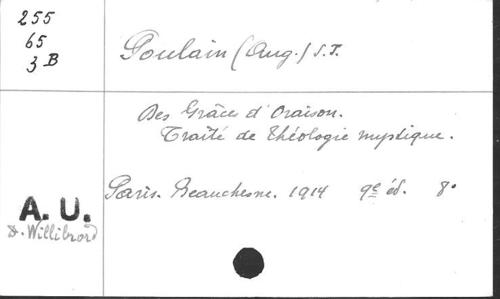 255
65
3 B
Poulain (Aug.) S.J.
Des Grâces d'Oraison.
Traité de théologie mystique.
Paris. Beauchesne. 1914 9e éd. 8°
A. U.
D. Willibrord